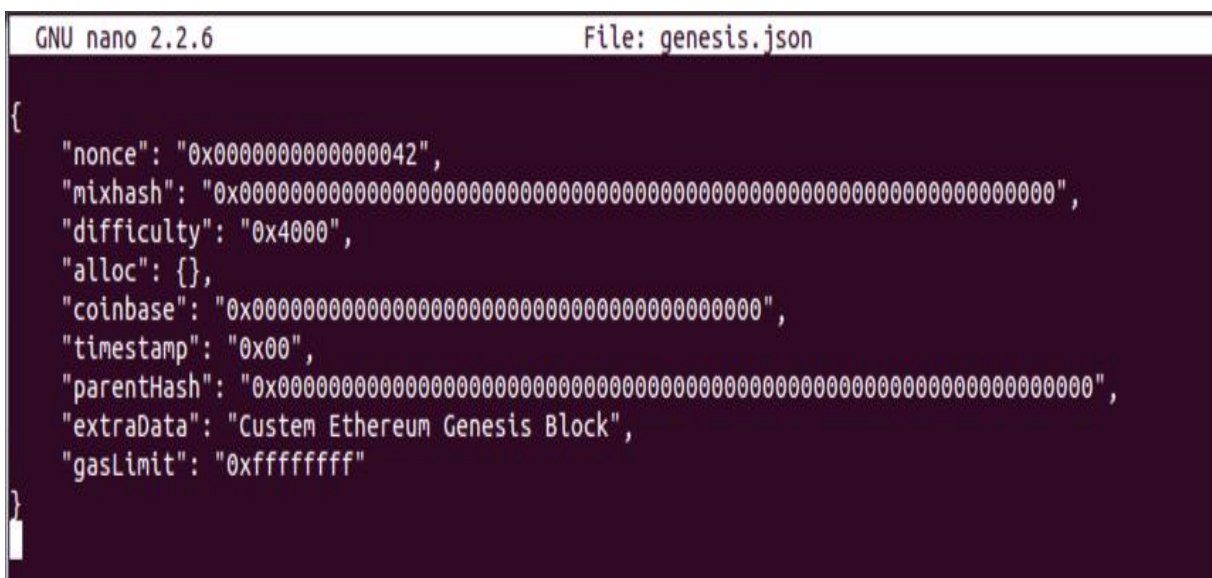 GNU nano 2.2.6 File: genesis.json
{
"nonce": "0x0000000000000042",
"mixhash": "0x0000000000000000000000000000000000000000000000000000000000000000",
"difficulty": "0x4000",
"alloc": {},
"coinbase": "0x0000000000000000000000000000000000000000",
"timestamp": "0x00",
"parentHash": "0x0000000000000000000000000000000000000000000000000000000000000000",
"extraData": "Custem Ethereum Genesis Block",
"gasLimit": "0xffffffff"
}